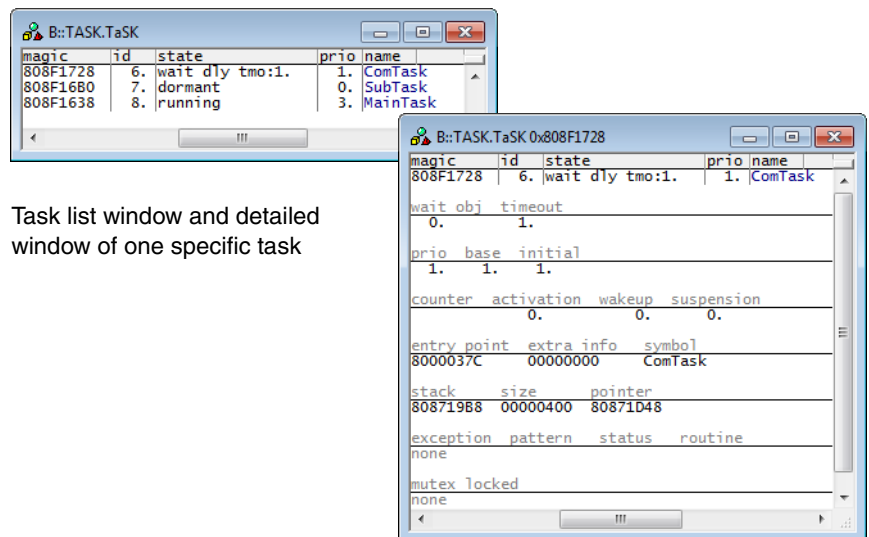 B::TASK.TaSK
magic id state prio name
808F1728 6. wait dly tmo:1. 1. ComTask
808F16B0 7. dormant 0. SubTask
808F1638 8. running 3. MainTask
Task list window and detailed
window of one specific task
B::TASK.TaSK 0x808F1728
magic id state prio name
808F1728 6. wait dly tmo:1. 1. ComTask
wait obj timeout
0. 1.
prio base initial
1. 1. 1.
counter activation wakeup suspension
0. 0. 0.
entry point extra info symbol
8000037C 00000000 ComTask
stack size pointer
808719B8 00000400 80871D48
exception pattern status routine
none
mutex locked
none